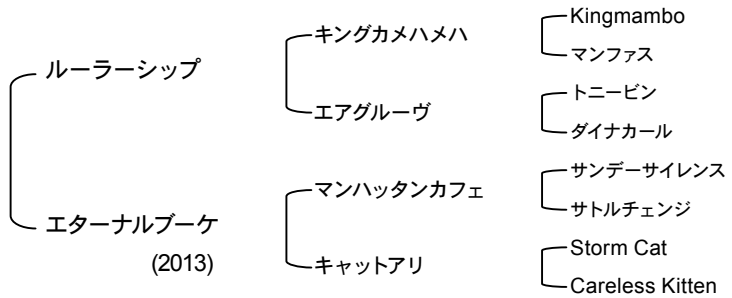 ルーラーシップ
エターナルブーケ
(2013)
キングカメハメハ
エアグルーヴ
マンハッタンカフェ
キャットアリ
Kingmambo
マンファス
トニービン
ダイナカール
サンデーサイレンス
サトルチェンジ
Storm Cat
Careless Kitten